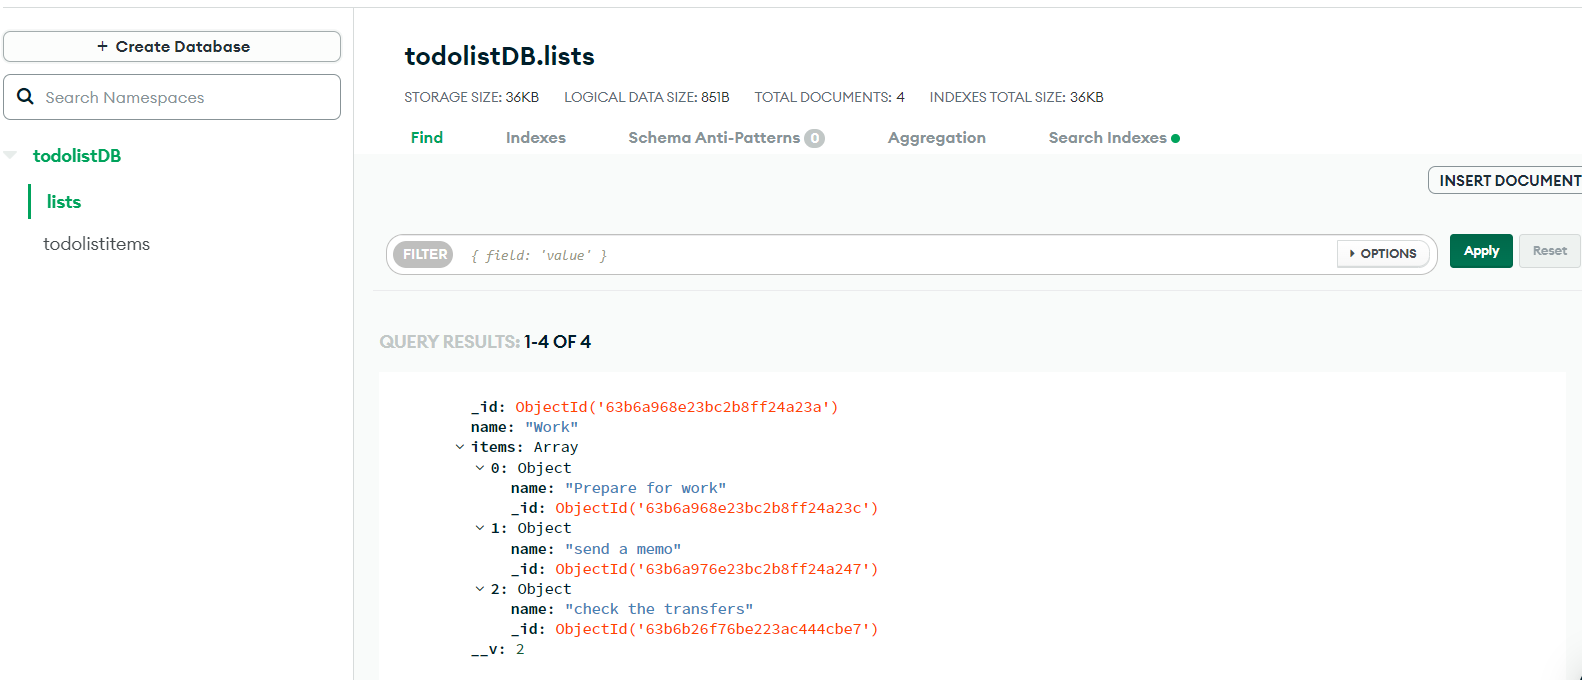 + Create Database
Search Namespaces
todolistDB
lists
todolistitems
todolistDB.lists
STORAGE SIZE: 36KB LOGICAL DATA SIZE: 851B TOTAL DOCUMENTS: 4 INDEXES TOTAL SIZE: 36KB
Find Indexes Schema Anti-Patterns 0 Aggregation Search Indexes
INSERT DOCUMENT
FILTER { field: 'value' } OPTIONS Apply Reset
QUERY RESULTS: 1-4 OF 4
_id: ObjectId('63b6a968e23bc2b8ff24a23a')
name: "Work"
items: Array
0: Object
name: "Prepare for work"
_id: ObjectId('63b6a968e23bc2b8ff24a23c')
1: Object
name: "send a memo"
_id: ObjectId('63b6a976e23bc2b8ff24a247')
2: Object
name: "check the transfers"
_id: ObjectId('63b6b26f76be223ac444cbe7')
__v: 2